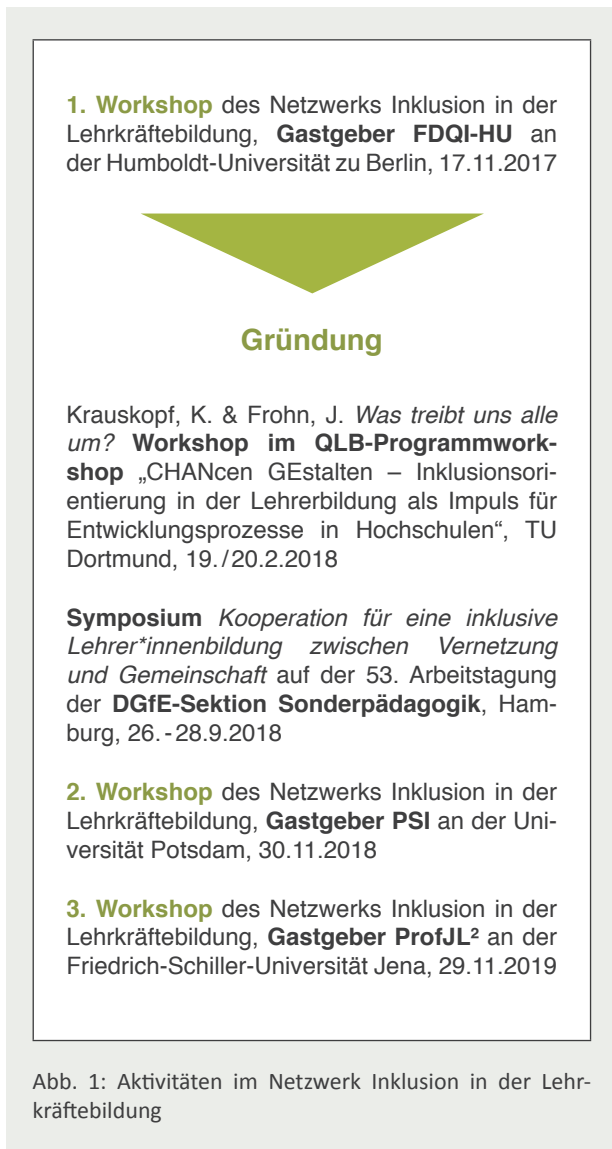 1. Workshop des Netzwerks Inklusion in der
Lehrkräftebildung, Gastgeber FDQI-HU an
der Humboldt-Universität zu Berlin, 17.11.2017
Gründung
Krauskopf, K. & Frohn, J. Was treibt uns alle
um? Workshop im QLB-Programmwork-
shop „CHANcen GEstalten – Inklusionsori-
entierung in der Lehrerbildung als Impuls für
Entwicklungsprozesse in Hochschulen“, TU
Dortmund, 19./20.2.2018
Symposium Kooperation für eine inklusive
Lehrer*innenbildung zwischen Vernetzung
und Gemeinschaft auf der 53. Arbeitstagung
der DGfE-Sektion Sonderpädagogik, Ham-
burg, 26.-28.9.2018
2. Workshop des Netzwerks Inklusion in der
Lehrkräftebildung, Gastgeber PSI an der Uni-
versität Potsdam, 30.11.2018
3. Workshop des Netzwerks Inklusion in der
Lehrkräftebildung, Gastgeber ProfJL² an der
Friedrich-Schiller-Universität Jena, 29.11.2019
Abb. 1: Aktivitäten im Netzwerk Inklusion in der Lehr-
kräftebildung